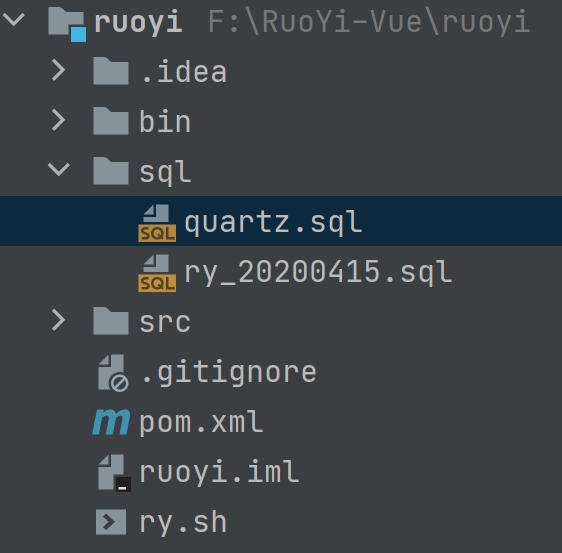 ruoyi F:\RuoYi-Vue\ruoyi
.idea
bin
sql
SQL quartz.sql
SQL ry_20200415.sql
src
.gitignore
m pom.xml
ruoyi.iml
ry.sh